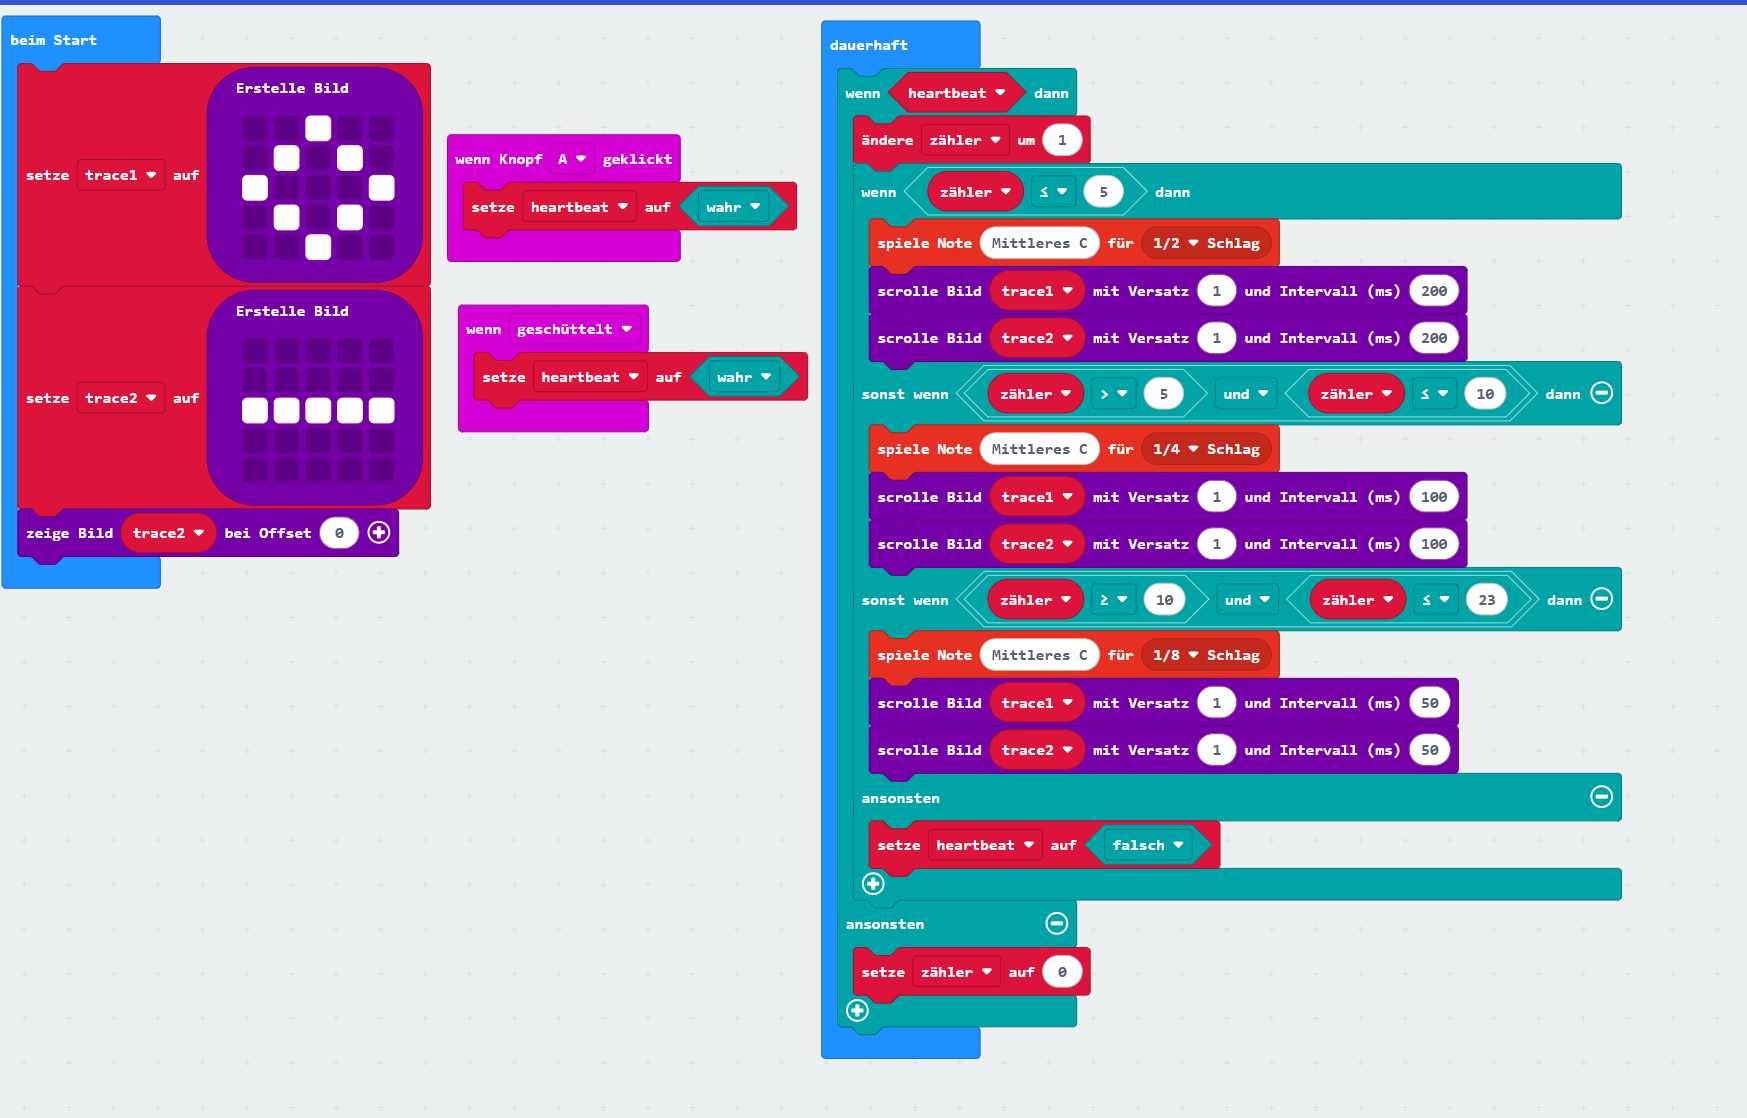 beim Start
Erstelle Bild
setze trace1 auf
Erstelle Bild
setze trace2 auf
zeige Bild trace2 bei Offset 0
wenn Knopf A geklickt
setze heartbeat auf wahr
wenn geschüttelt
setze heartbeat auf wahr
dauerhaft
wenn heartbeat dann
ändere zähler um 1
wenn zähler ≤ 5 dann
spiele Note Mittleres C für 1/2 Schlag
scrolle Bild trace1 mit Versatz 1 und Intervall (ms) 200
scrolle Bild trace2 mit Versatz 1 und Intervall (ms) 200
sonst wenn zähler > 5 und zähler ≤ 10 dann
spiele Note Mittleres C für 1/4 Schlag
scrolle Bild trace1 mit Versatz 1 und Intervall (ms) 100
scrolle Bild trace2 mit Versatz 1 und Intervall (ms) 100
sonst wenn zähler ≥ 10 und zähler ≤ 23 dann
spiele Note Mittleres C für 1/8 Schlag
scrolle Bild trace1 mit Versatz 1 und Intervall (ms) 50
scrolle Bild trace2 mit Versatz 1 und Intervall (ms) 50
ansonsten
setze heartbeat auf falsch
ansonsten
setze zähler auf 0